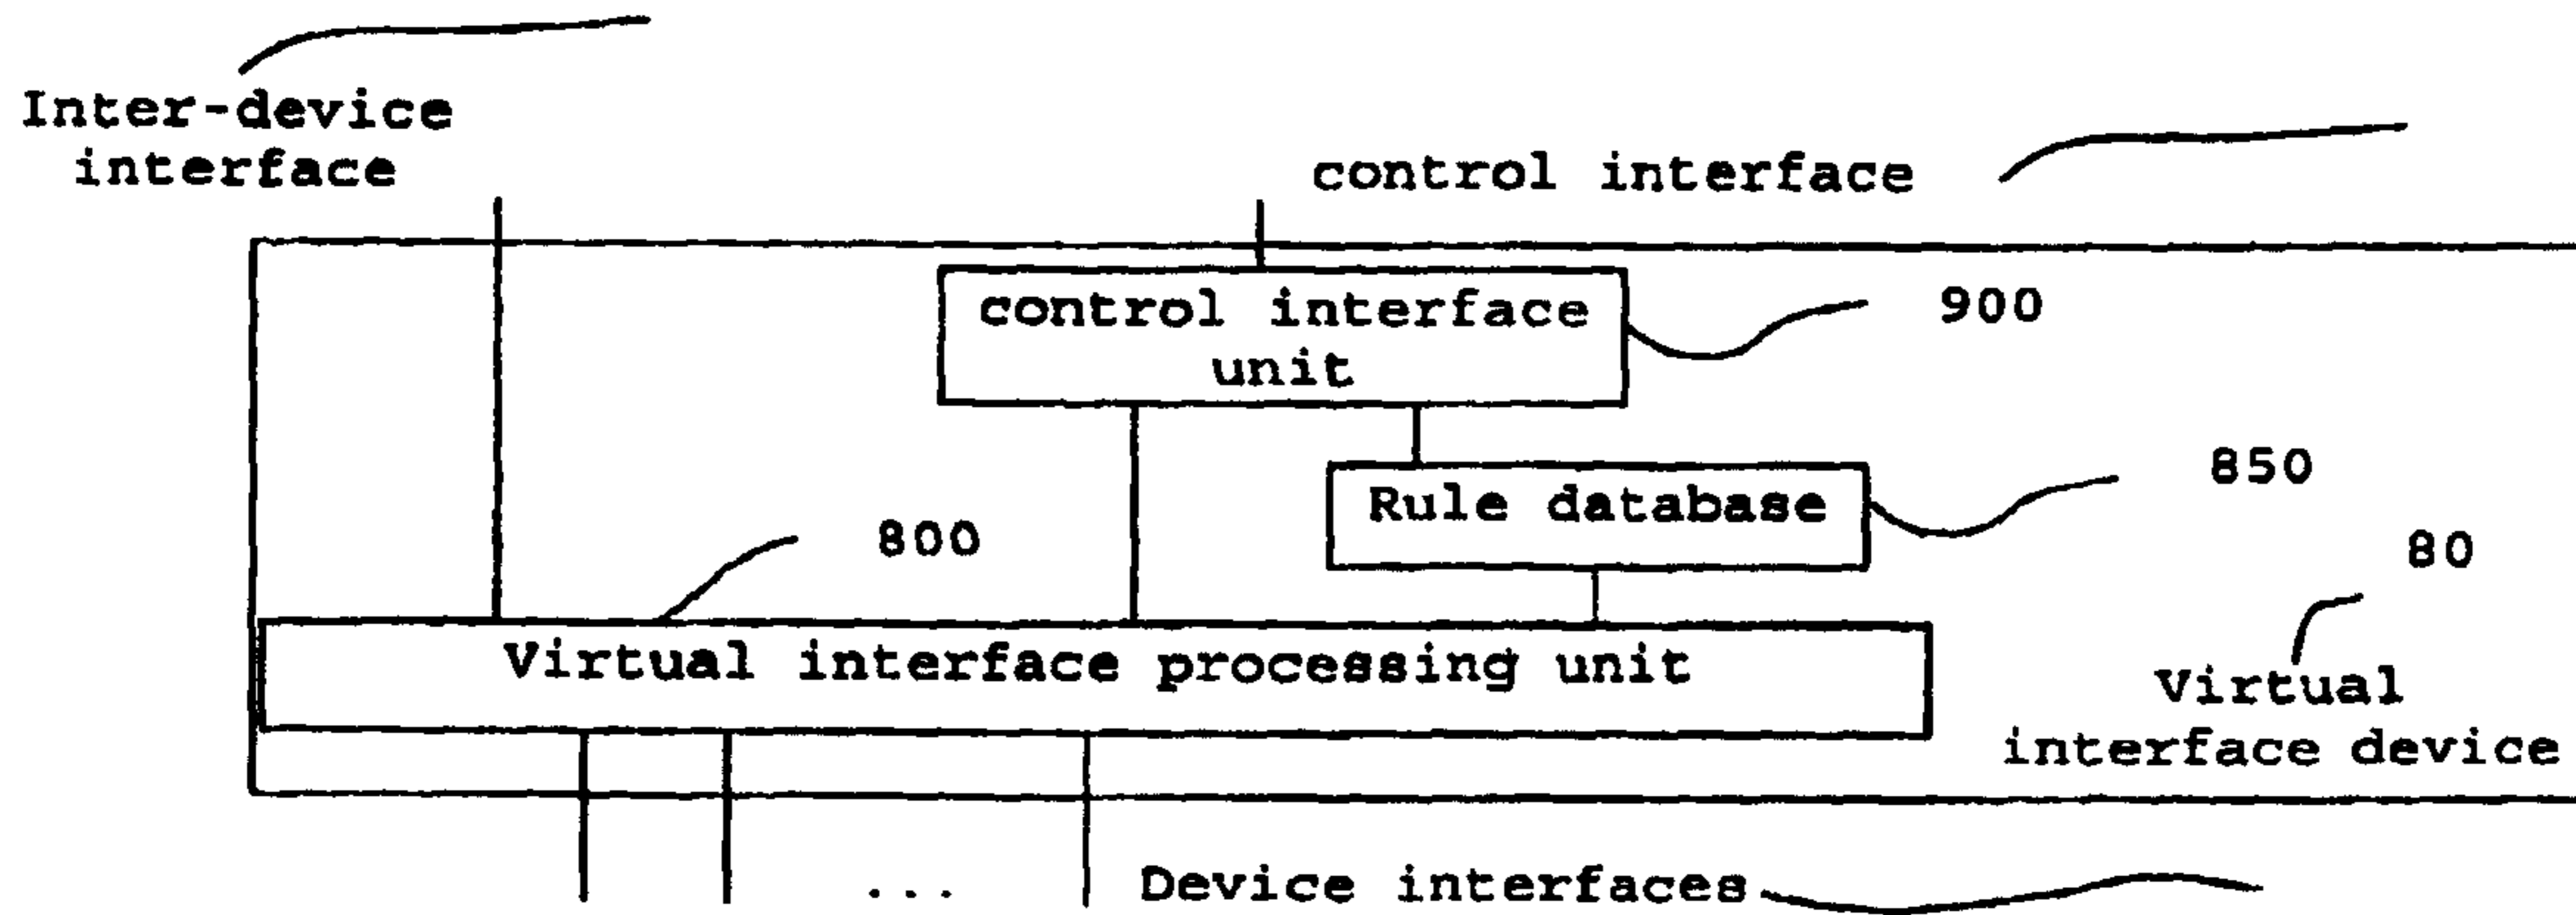 Inter-device
interface
control interface
control interface
unit
900
Rule database
850
800
80
Virtual interface processing unit
Virtual
interface device
...
Device interfaces